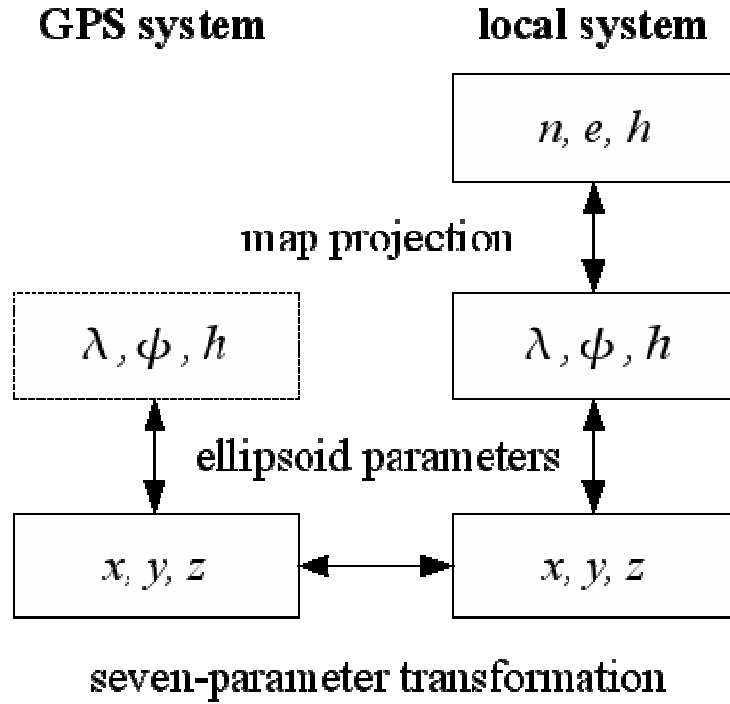 GPS system local system
n, e, h
map projection
λ, ϕ, h λ, ϕ, h
ellipsoid parameters
x, y, z x, y, z
seven-parameter transformation